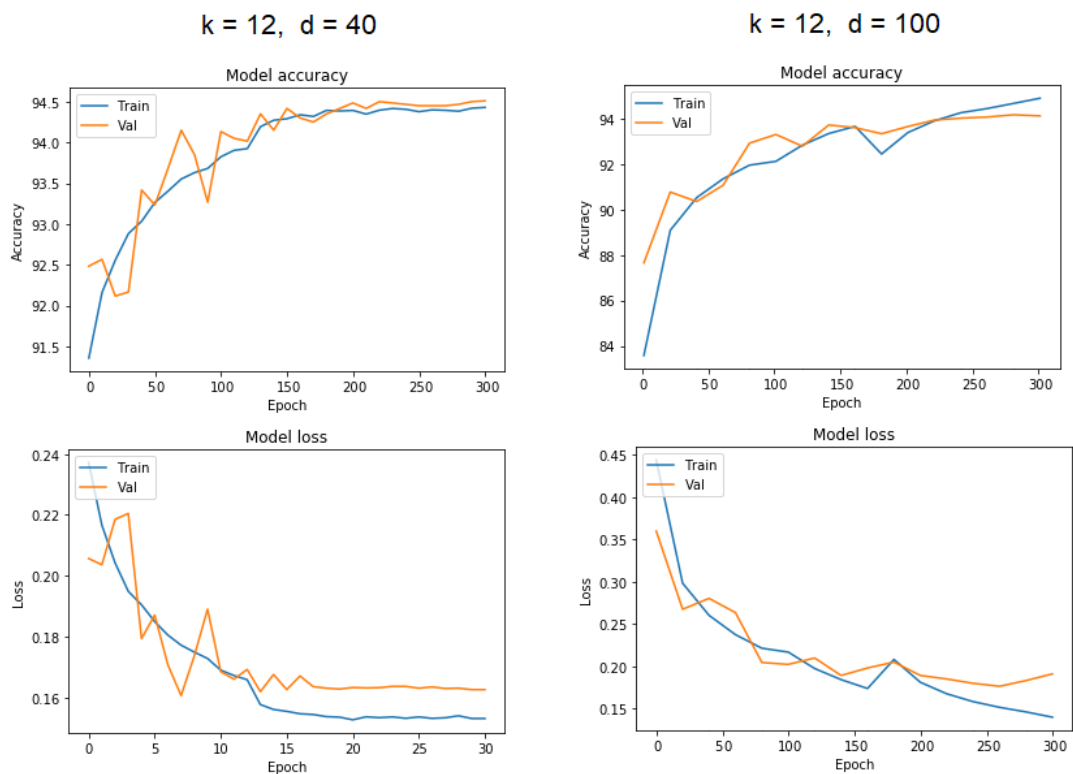 k = 12, d = 40
Model accuracy
Train
Val
94.5
94.0
93.5
93.0
92.5
92.0
91.5
Accuracy
0 50 100 150 200 250 300
Epoch
Model loss
Train
Val
0.24
0.22
0.20
0.18
0.16
Loss
0 5 10 15 20 25 30
Epoch
k = 12, d = 100
Model accuracy
Train
Val
94
92
90
88
86
84
Accuracy
0 50 100 150 200 250 300
Epoch
Model loss
Train
Val
0.45
0.40
0.35
0.30
0.25
0.20
0.15
Loss
0 50 100 150 200 250 300
Epoch